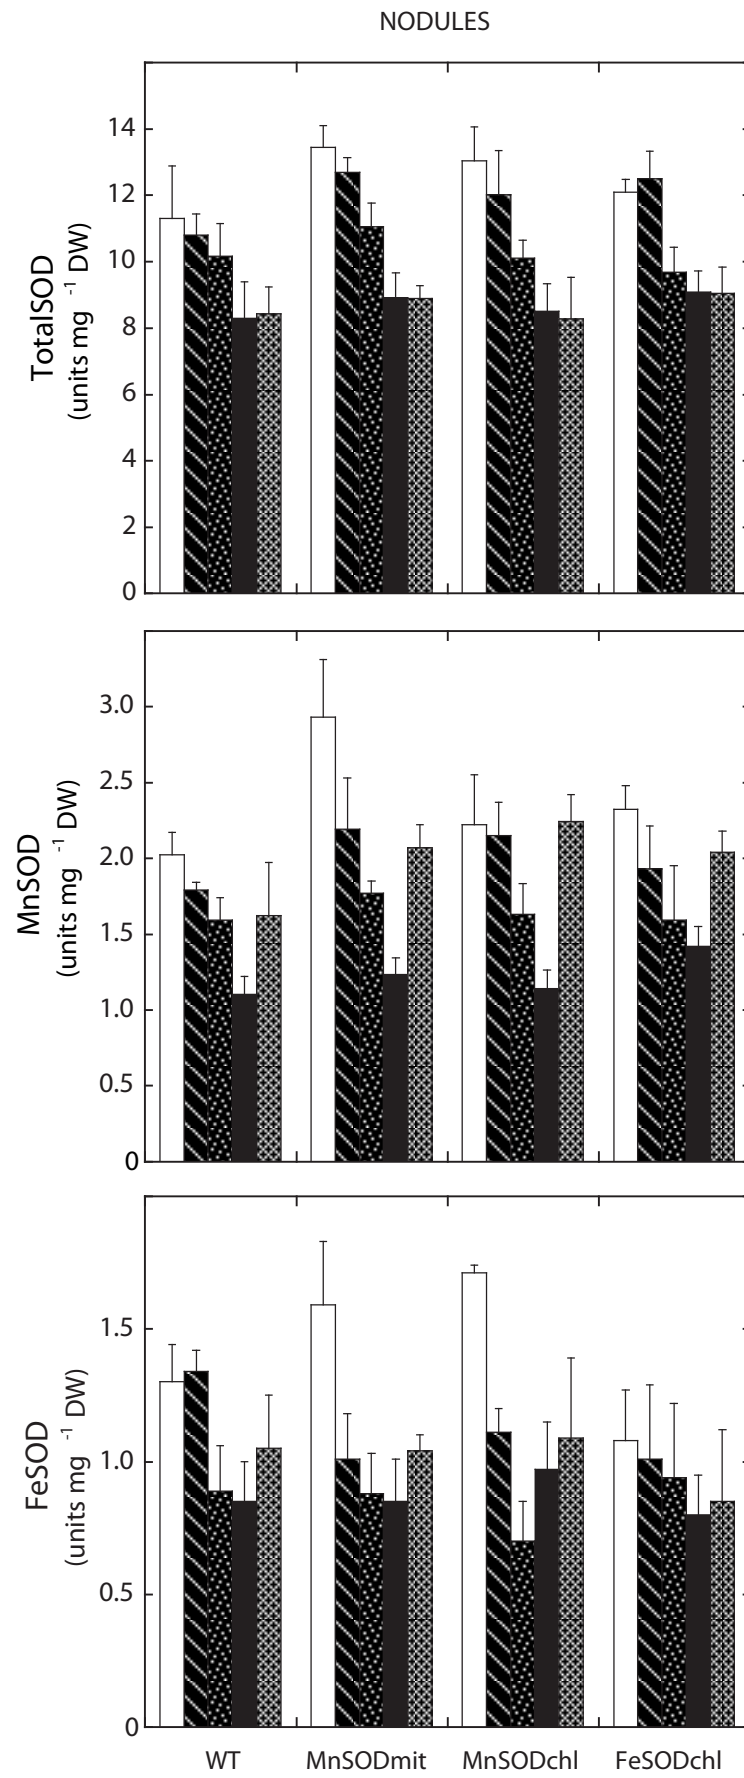 NODULES
14
12
10
8
6
4
2
0
TotalSOD
(units mg -1 DW)
3.0
2.5
2.0
1.5
1.0
0.5
0
MnSOD
(units mg -1 DW)
1.5
1.0
0.5
0
FeSOD
(units mg -1 DW)
WT MnSODmit MnSODchl FeSODchl